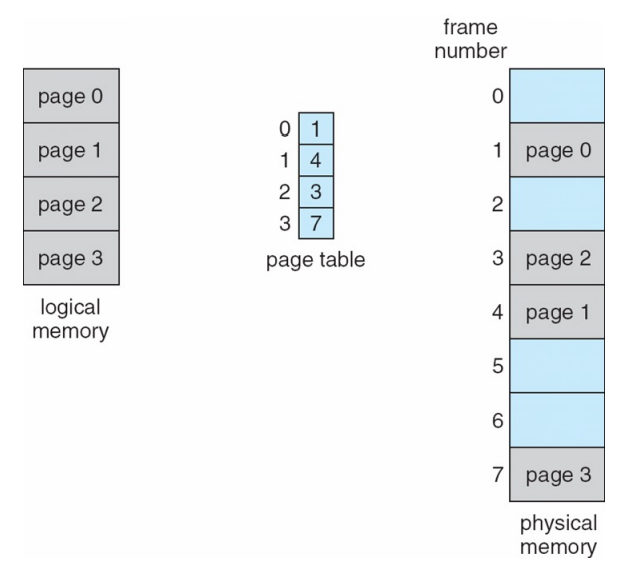 page 0
page 1
page 2
page 3
logical
memory
0 1
1 4
2 3
3 7
page table
frame
number
0
1 page 0
2
3 page 2
4 page 1
5
6
7 page 3
physical
memory